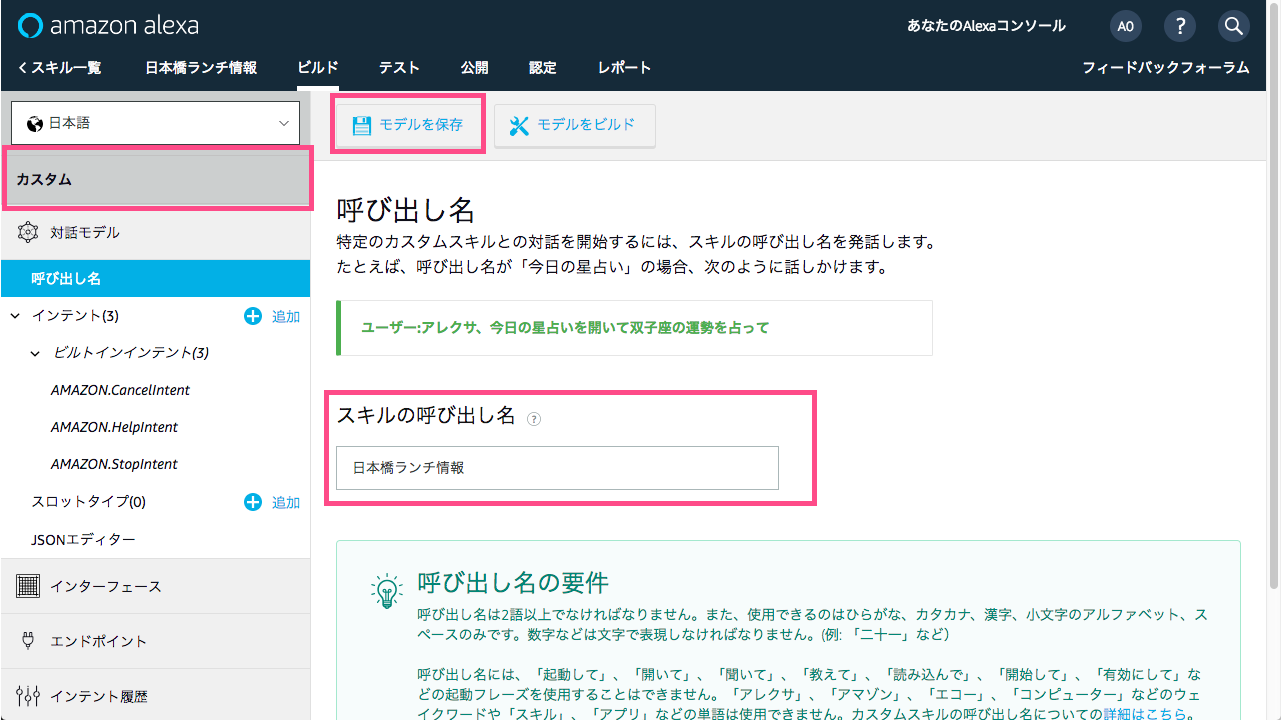 amazon alexa
あなたのAlexaコンソール
A0
?
スキル一覧
日本橋ランチ情報
ビルド
テスト
公開
認定
レポート
フィードバックフォーラム
日本語
モデルを保存
モデルをビルド
カスタム
対話モデル
呼び出し名
インテント(3)
追加
ビルトインインテント(3)
AMAZON.CancelIntent
AMAZON.HelpIntent
AMAZON.StopIntent
スロットタイプ(0)
追加
JSONエディター
インターフェース
エンドポイント
インテント履歴
呼び出し名
特定のカスタムスキルとの対話を開始するには、スキルの呼び出し名を発話します。
たとえば、呼び出し名が「今日の星占い」の場合、次のように話しかけます。
ユーザー:アレクサ、今日の星占いを開いて双子座の運勢を占って
スキルの呼び出し名 ?
日本橋ランチ情報
呼び出し名の要件
呼び出し名は2語以上でなければなりません。また、使用できるのはひらがな、カタカナ、漢字、小文字のアルファベット、ス
ペースのみです。数字などは文字で表現しなければなりません。(例: 「二十一」など)
呼び出し名には、「起動して」、「開いて」、「聞いて」、「教えて」、「読み込んで」、「開始して」、「有効にして」な
どの起動フレーズを使用することはできません。「アレクサ」、「アマゾン」、「エコー」、「コンピューター」などのウェ
イクワードや「スキル」、「アプリ」などの単語は使用できません。カスタムスキルの呼び出し名についての詳細はこちら。